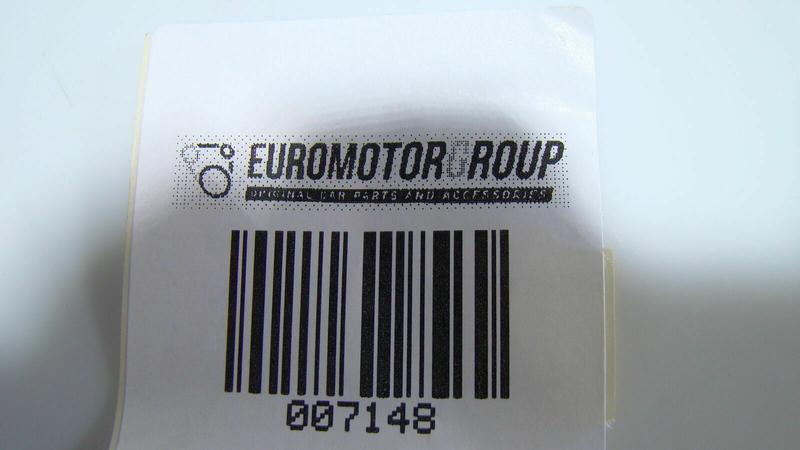 EUROMOTORGROUP
ORIGINAL CAR PARTS AND ACCESSORIES
007148